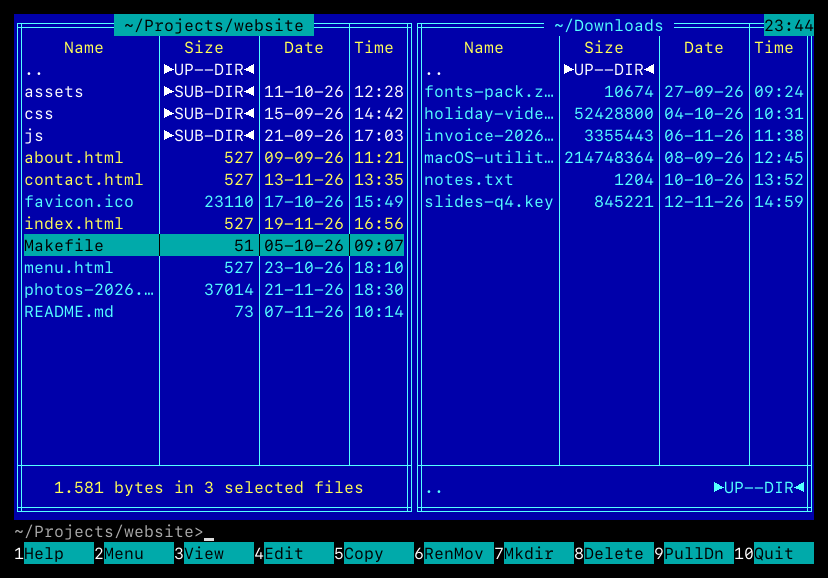 ~/Projects/website ~/Downloads 23:44
Name Size Date Time Name Size Date Time
.. ►UP--DIR◄ .. ►UP--DIR◄
assets ►SUB-DIR◄ 11-10-26 12:28 fonts-pack.z… 10674 27-09-26 09:24
css ►SUB-DIR◄ 15-09-26 14:42 holiday-vide… 52428800 04-10-26 10:31
js ►SUB-DIR◄ 21-09-26 17:03 invoice-2026… 3355443 06-11-26 11:38
about.html 527 09-09-26 11:21 macOS-utilit… 214748364 08-09-26 12:45
contact.html 527 13-11-26 13:35 notes.txt 1204 10-10-26 13:52
favicon.ico 23110 17-10-26 15:49 slides-q4.key 845221 12-11-26 14:59
index.html 527 19-11-26 16:56
Makefile 51 05-10-26 09:07
menu.html 527 23-10-26 18:10
photos-2026.… 37014 21-11-26 18:30
README.md 73 07-11-26 10:14
1.581 bytes in 3 selected files .. ►UP--DIR◄
~/Projects/website>_
1Help 2Menu 3View 4Edit 5Copy 6RenMov 7Mkdir 8Delete 9PullDn 10Quit